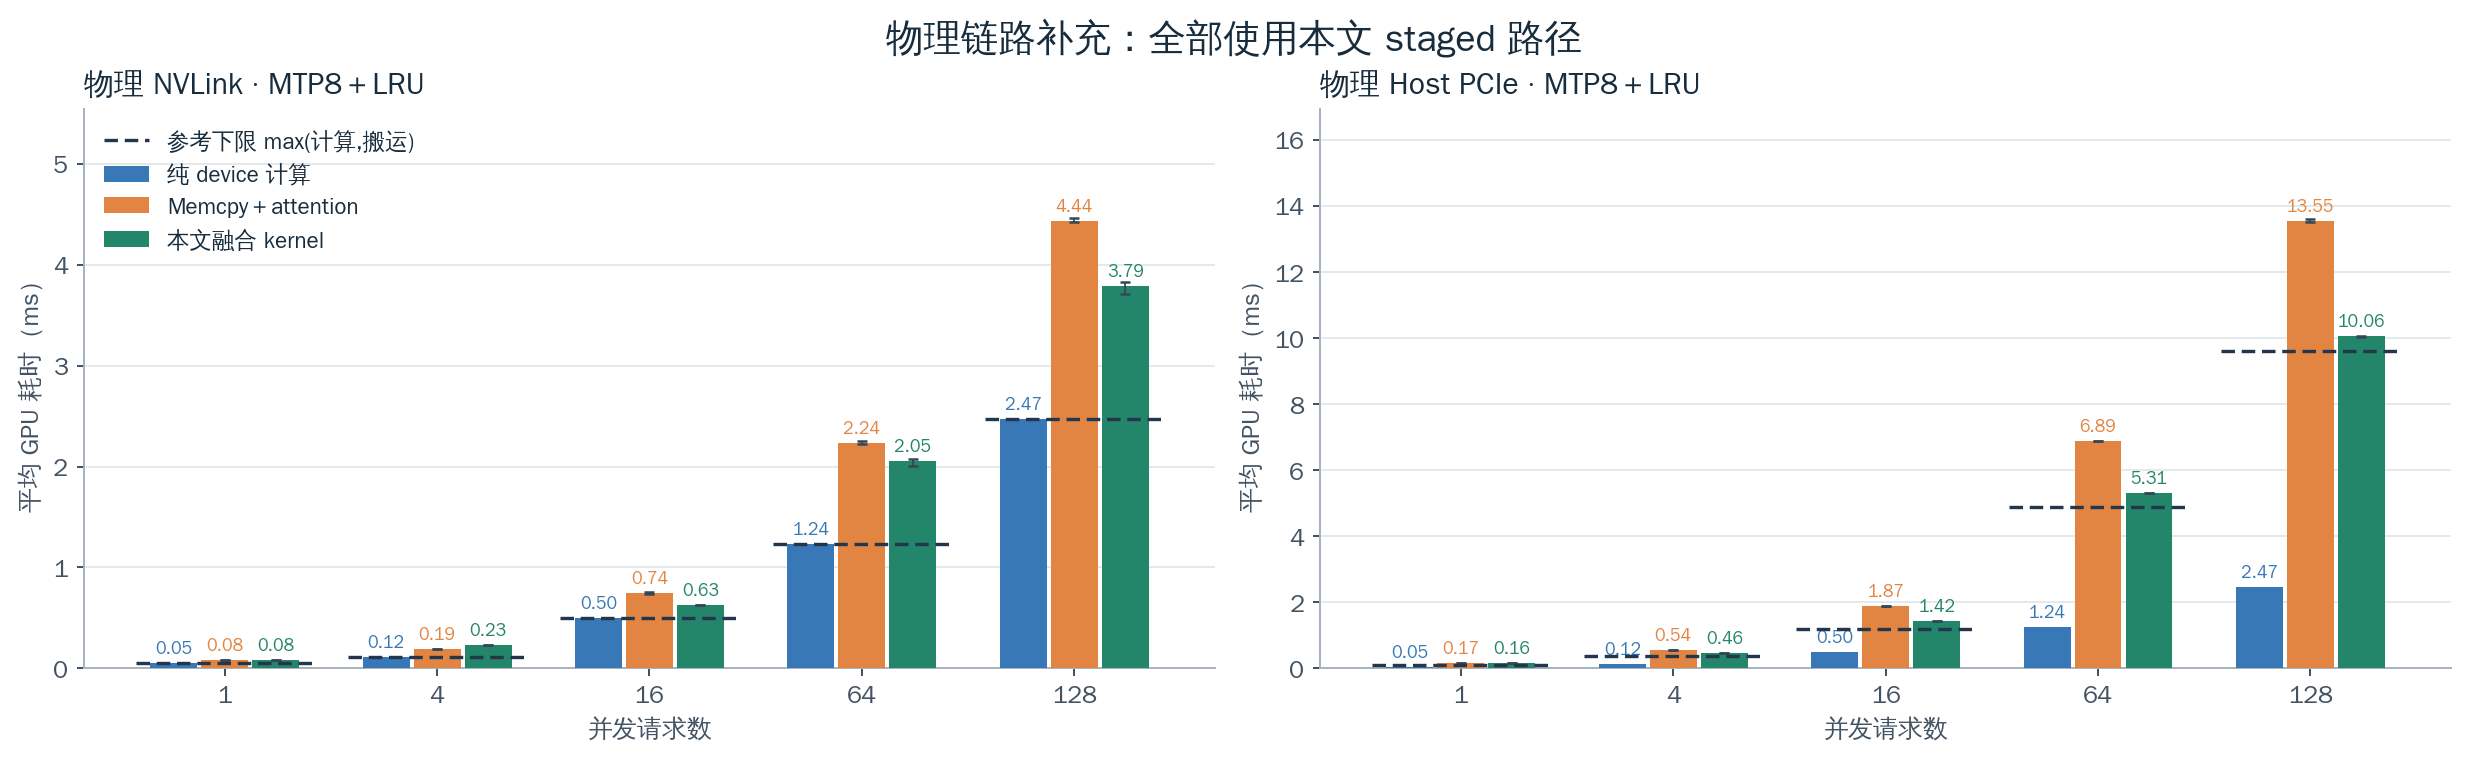 物理链路补充：全部使用本文 staged 路径
物理 NVLink · MTP8＋LRU
参考下限 max(计算,搬运)
纯 device 计算
Memcpy＋attention
本文融合 kernel
平均 GPU 耗时（ms）
5
4
3
2
1
0
0.05 0.08 0.08
0.12 0.19 0.23
0.50 0.74 0.63
1.24 2.24 2.05
2.47 4.44 3.79
1 4 16 64 128
并发请求数
物理 Host PCIe · MTP8＋LRU
平均 GPU 耗时（ms）
16
14
12
10
8
6
4
2
0
0.05 0.17 0.16
0.12 0.54 0.46
0.50 1.87 1.42
1.24 6.89 5.31
2.47 13.55 10.06
1 4 16 64 128
并发请求数